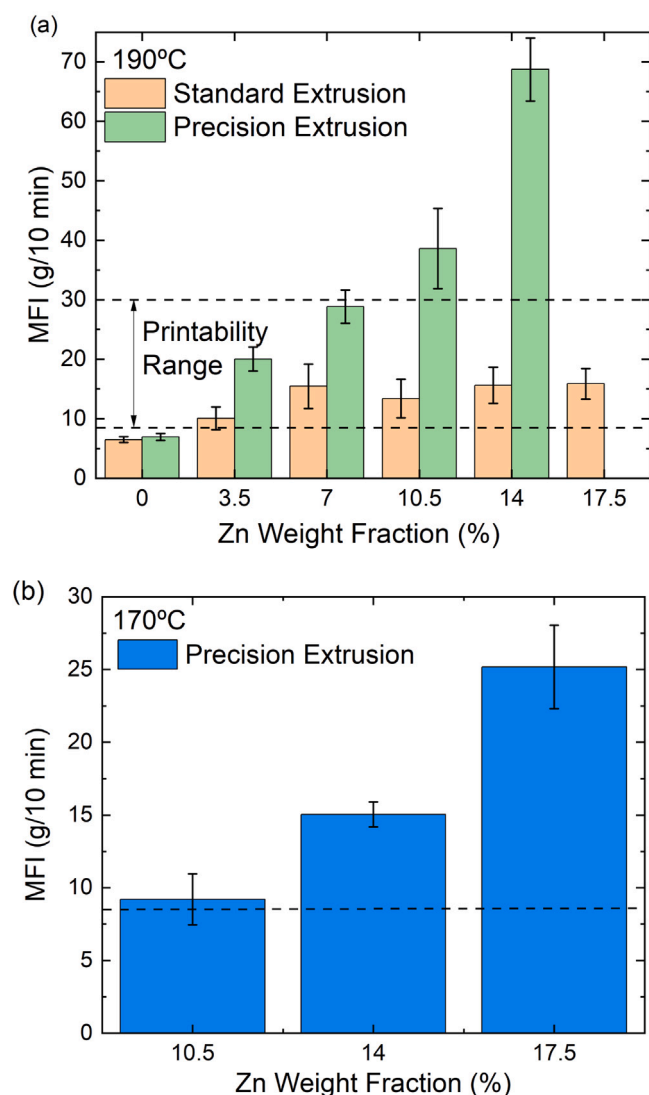 (a)
190ºC
Standard Extrusion
Precision Extrusion
Printability
Range
MFI (g/10 min)
70
60
50
40
30
20
10
0
0 3.5 7 10.5 14 17.5
Zn Weight Fraction (%)
(b)
170ºC
Precision Extrusion
MFI (g/10 min)
30
25
20
15
10
5
0
10.5 14 17.5
Zn Weight Fraction (%)